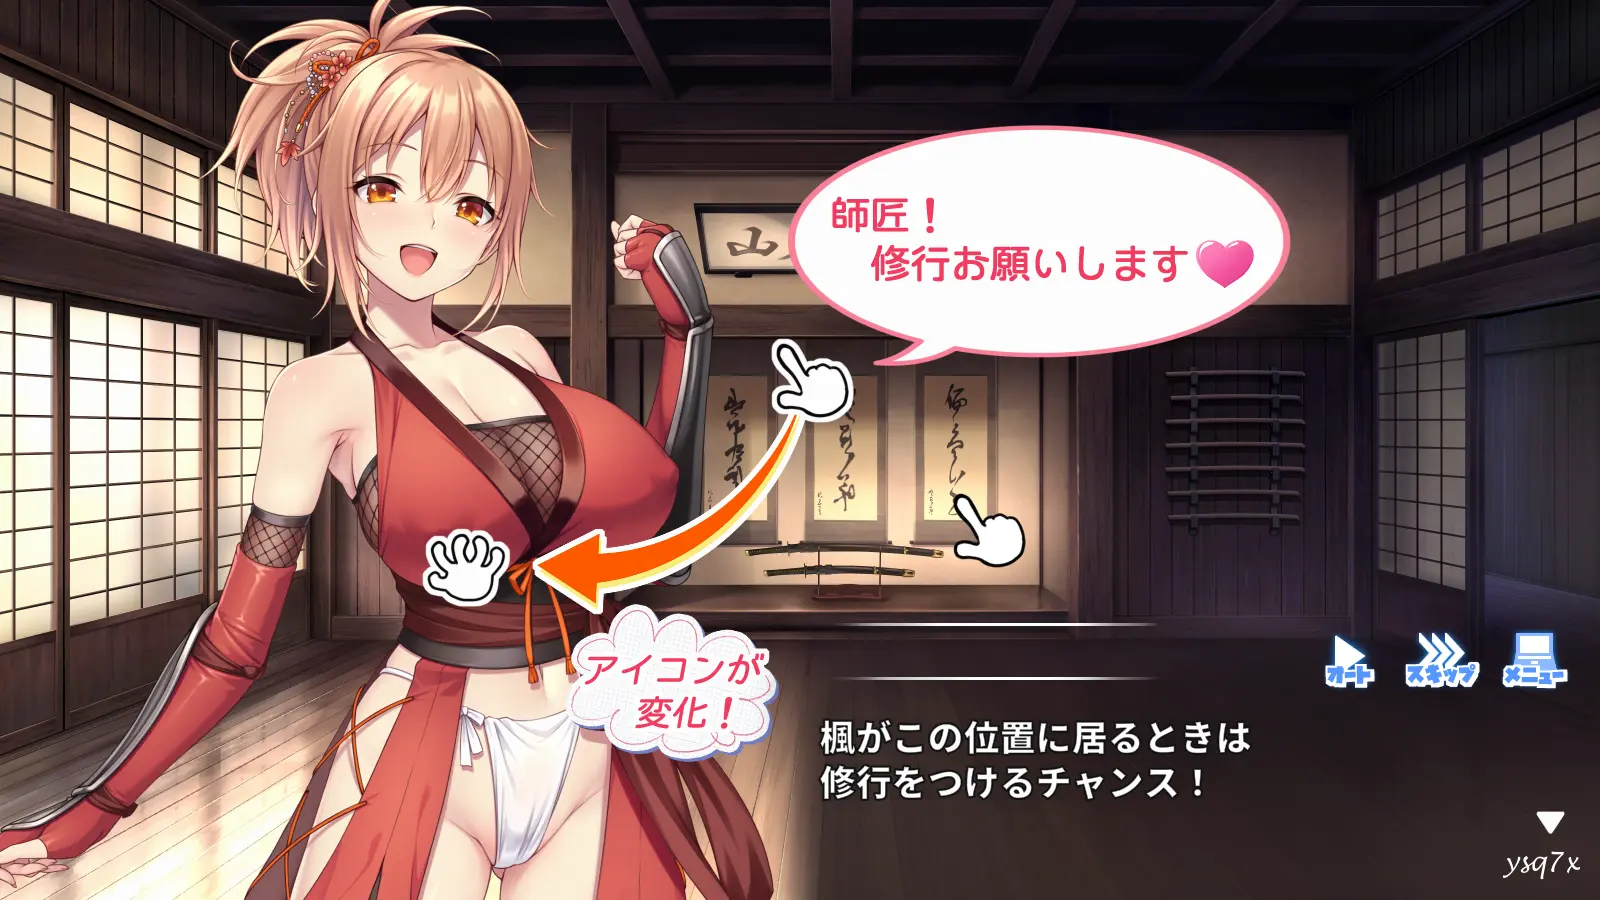 師匠！
修行お願いします
アイコンが
変化！
楓がこの位置に居るときは
修行をつけるチャンス！
オート
スキップ
メニュー
山
ysq7x